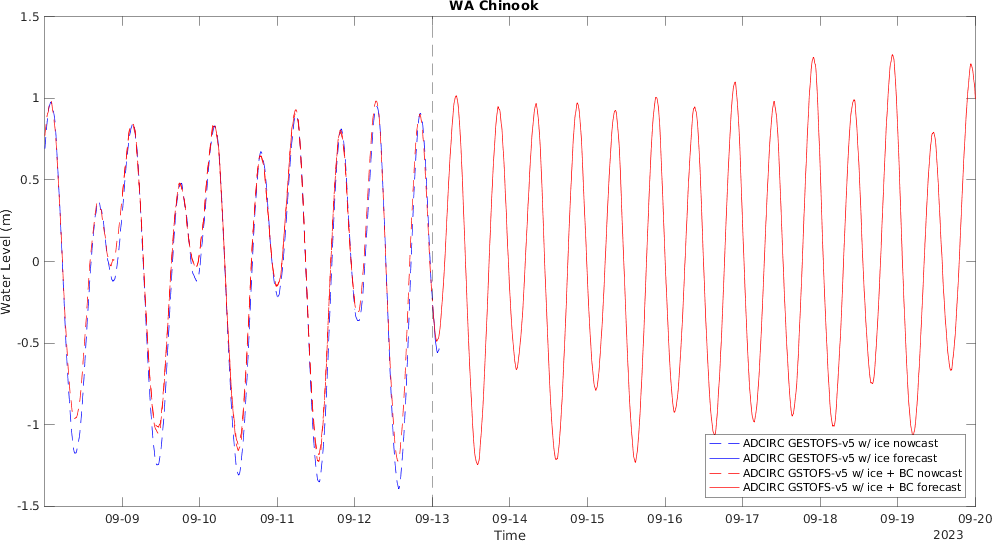 WA Chinook
1.5
1
0.5
0
-0.5
-1
-1.5
Water Level (m)
09-09 09-10 09-11 09-12 09-13 09-14 09-15 09-16 09-17 09-18 09-19 09-20
Time
2023
ADCIRC GESTOFS-v5 w/ ice nowcast
ADCIRC GESTOFS-v5 w/ ice forecast
ADCIRC GSTOFS-v5 w/ ice + BC nowcast
ADCIRC GSTOFS-v5 w/ ice + BC forecast